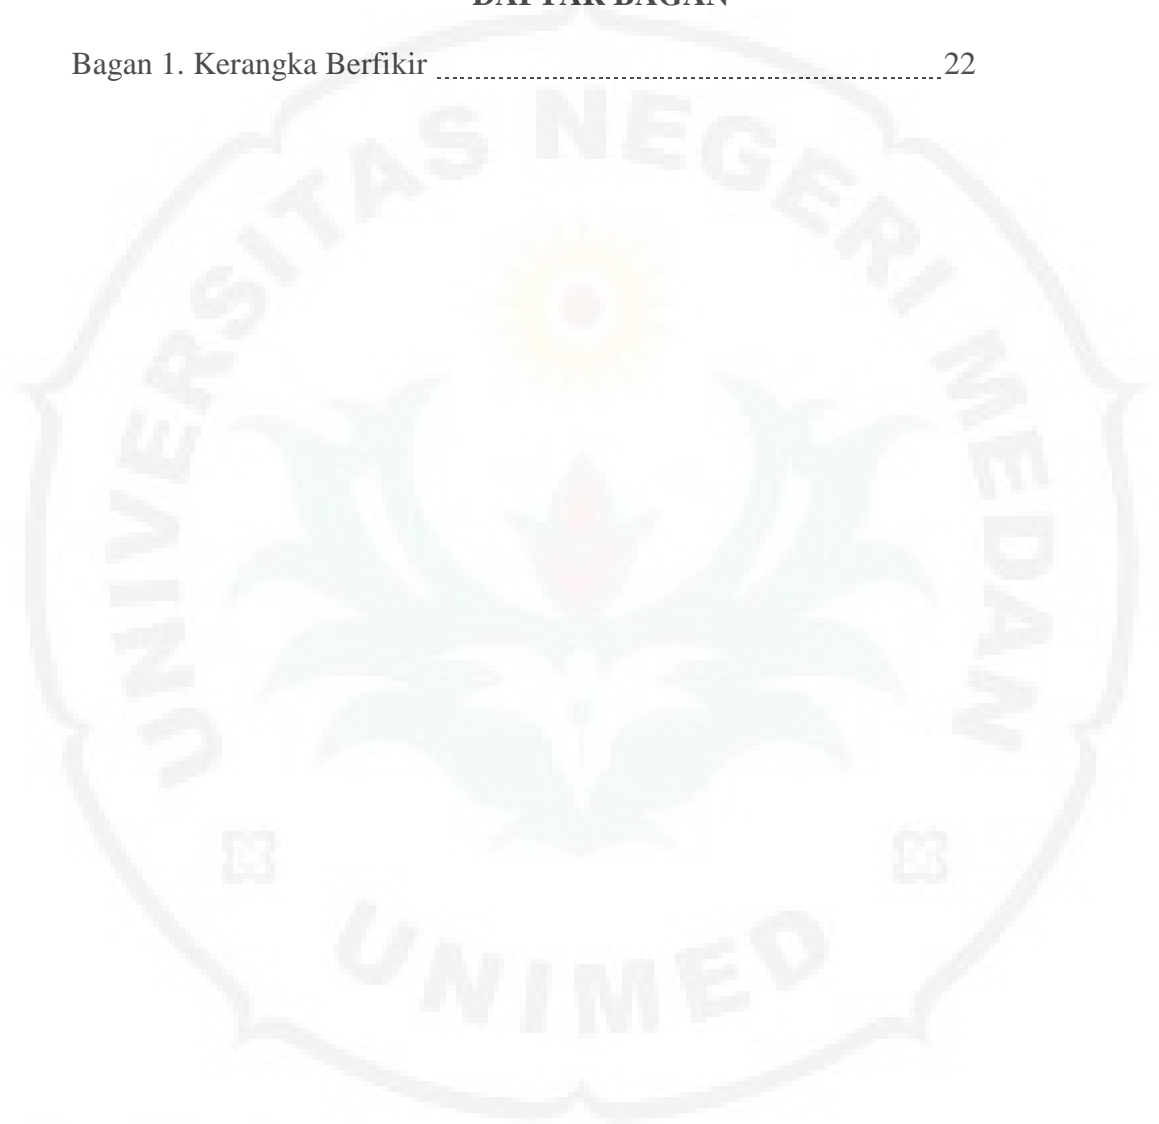 DAFTAR BAGAN
Bagan 1. Kerangka Berfikir ........................................ 22
UNIVERSITAS NEGERI MEDAN
UNIMED